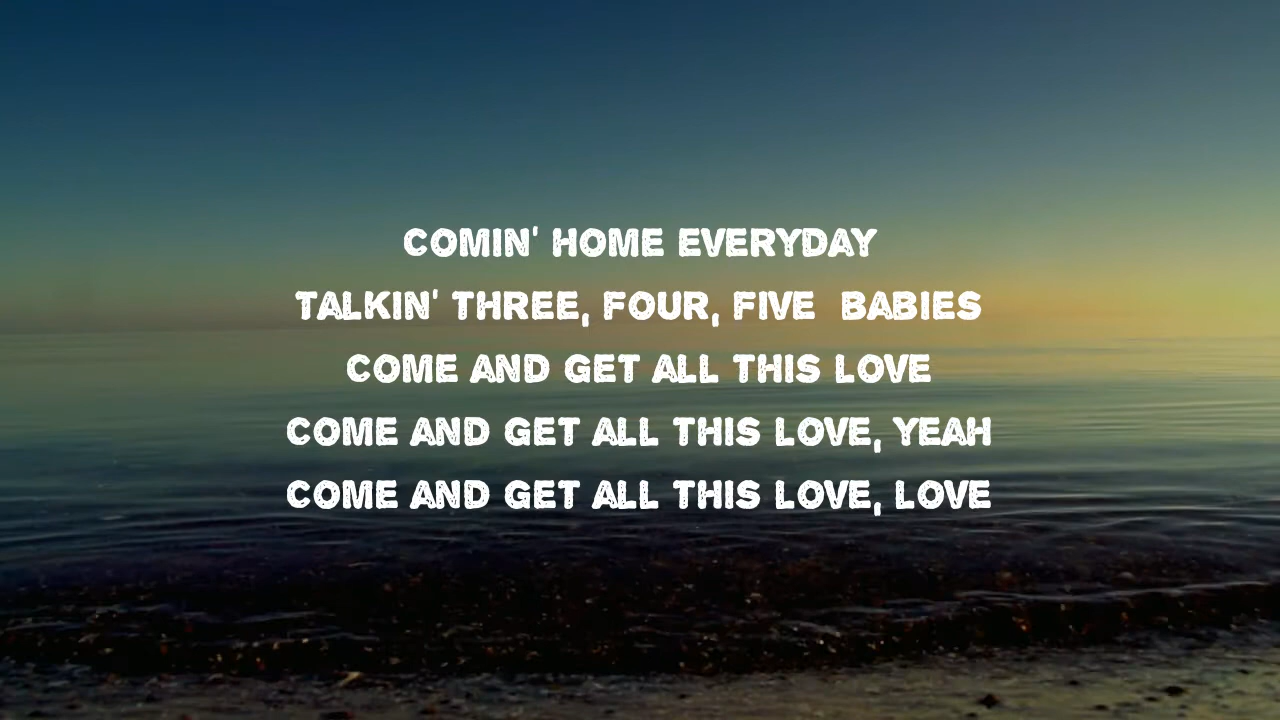 COMIN' HOME EVERYDAY
TALKIN' THREE, FOUR, FIVE  BABIES
COME AND GET ALL THIS LOVE
COME AND GET ALL THIS LOVE, YEAH
COME AND GET ALL THIS LOVE, LOVE